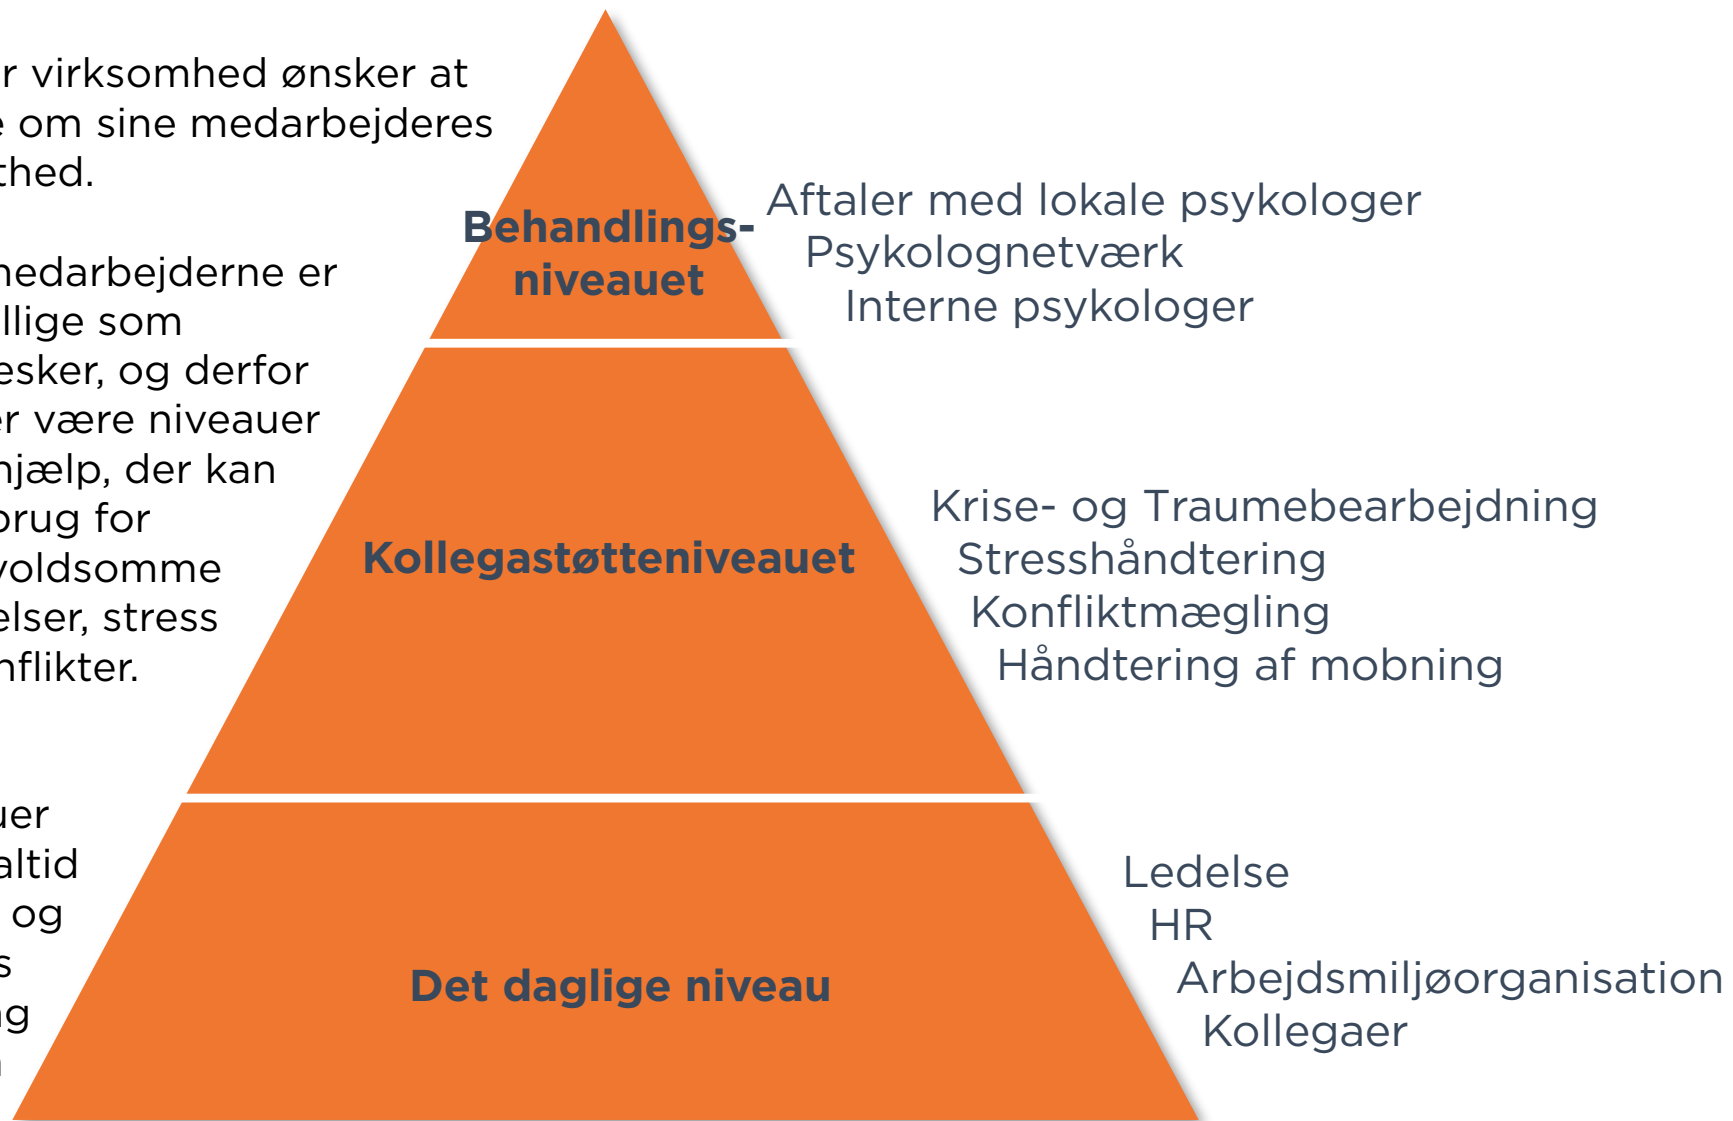 r virksomhed ønsker at
e om sine medarbejderes
thed.
nedarbejderne er
llige som
esker, og derfor
er være niveauer
hjælp, der kan
brug for
voldsomme
elser, stress
nflikter.
uer
altid
og
s
ng
Behandlings-
niveauet
Aftaler med lokale psykologer
Psykolognetværk
Interne psykologer
Kollegastøtteniveauet
Krise- og Traumebearbejdning
Stresshåndtering
Konfliktmægling
Håndtering af mobning
Det daglige niveau
Ledelse
HR
Arbejdsmiljøorganisation
Kollegaer